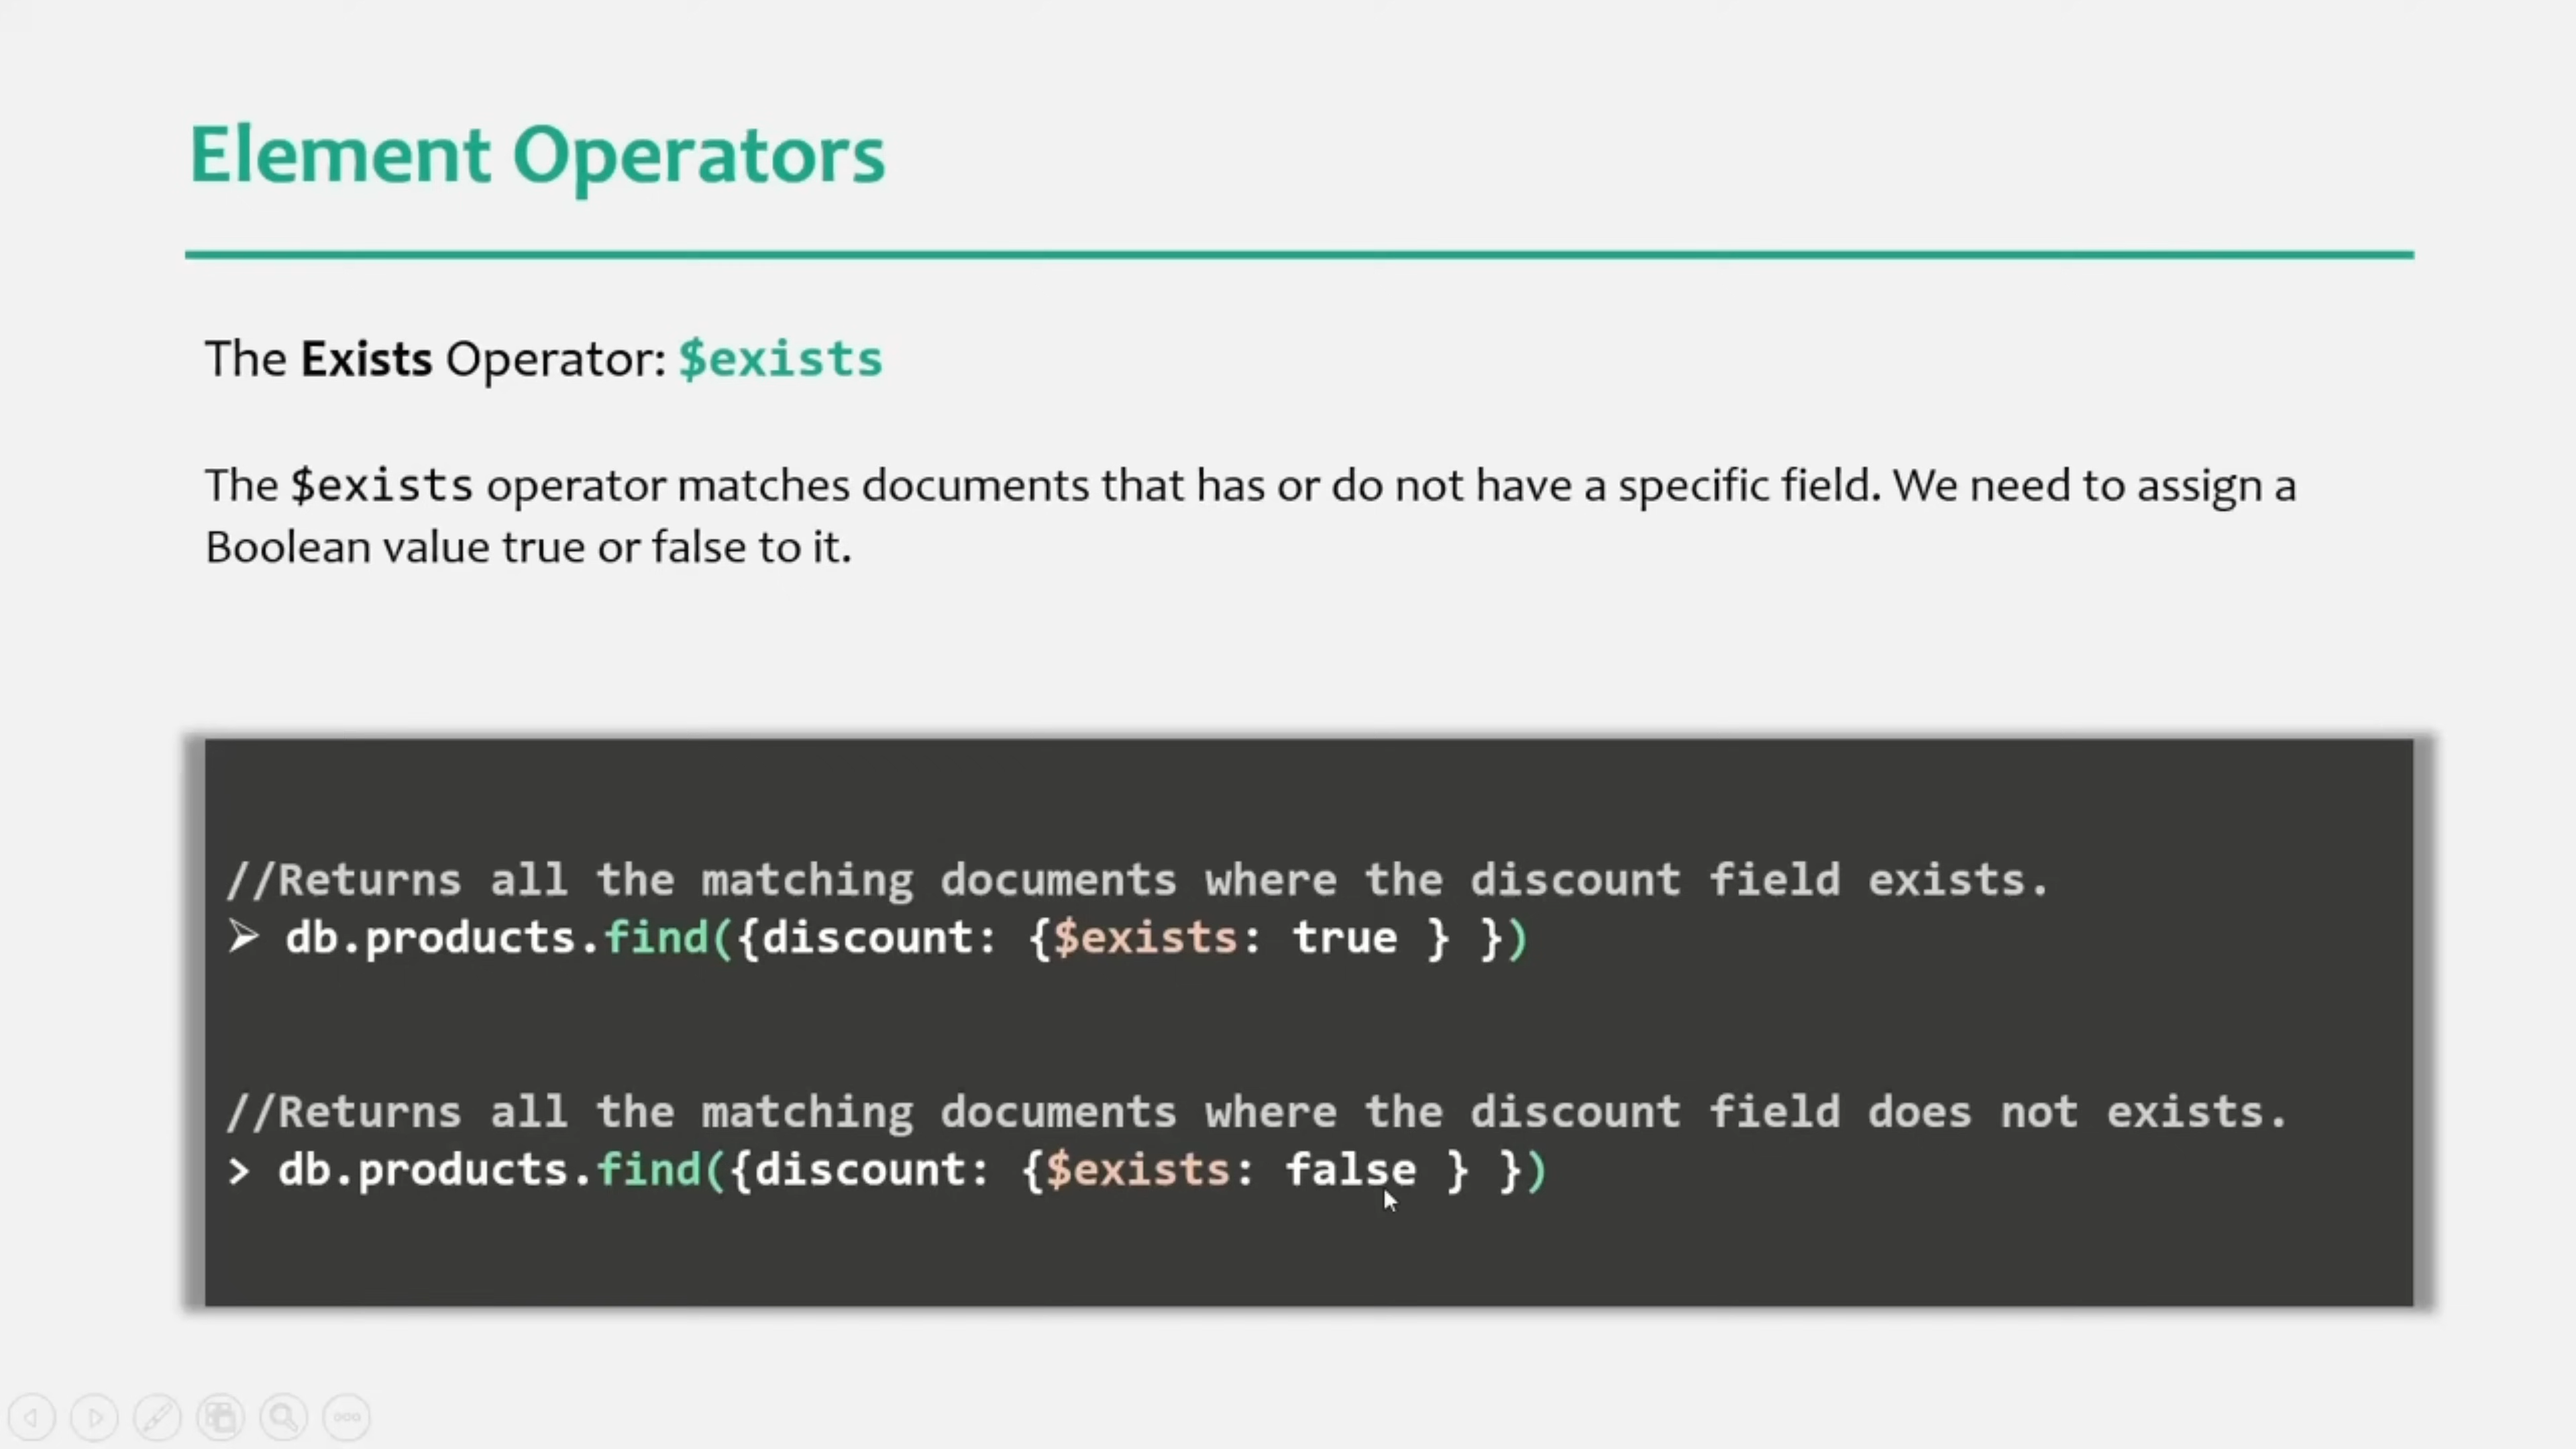 Element Operators
The Exists Operator: $exists
The $exists operator matches documents that has or do not have a specific field. We need to assign a
Boolean value true or false to it.
//Returns all the matching documents where the discount field exists.
➢ db.products.find({discount: {$exists: true } })
//Returns all the matching documents where the discount field does not exists.
> db.products.find({discount: {$exists: false } })